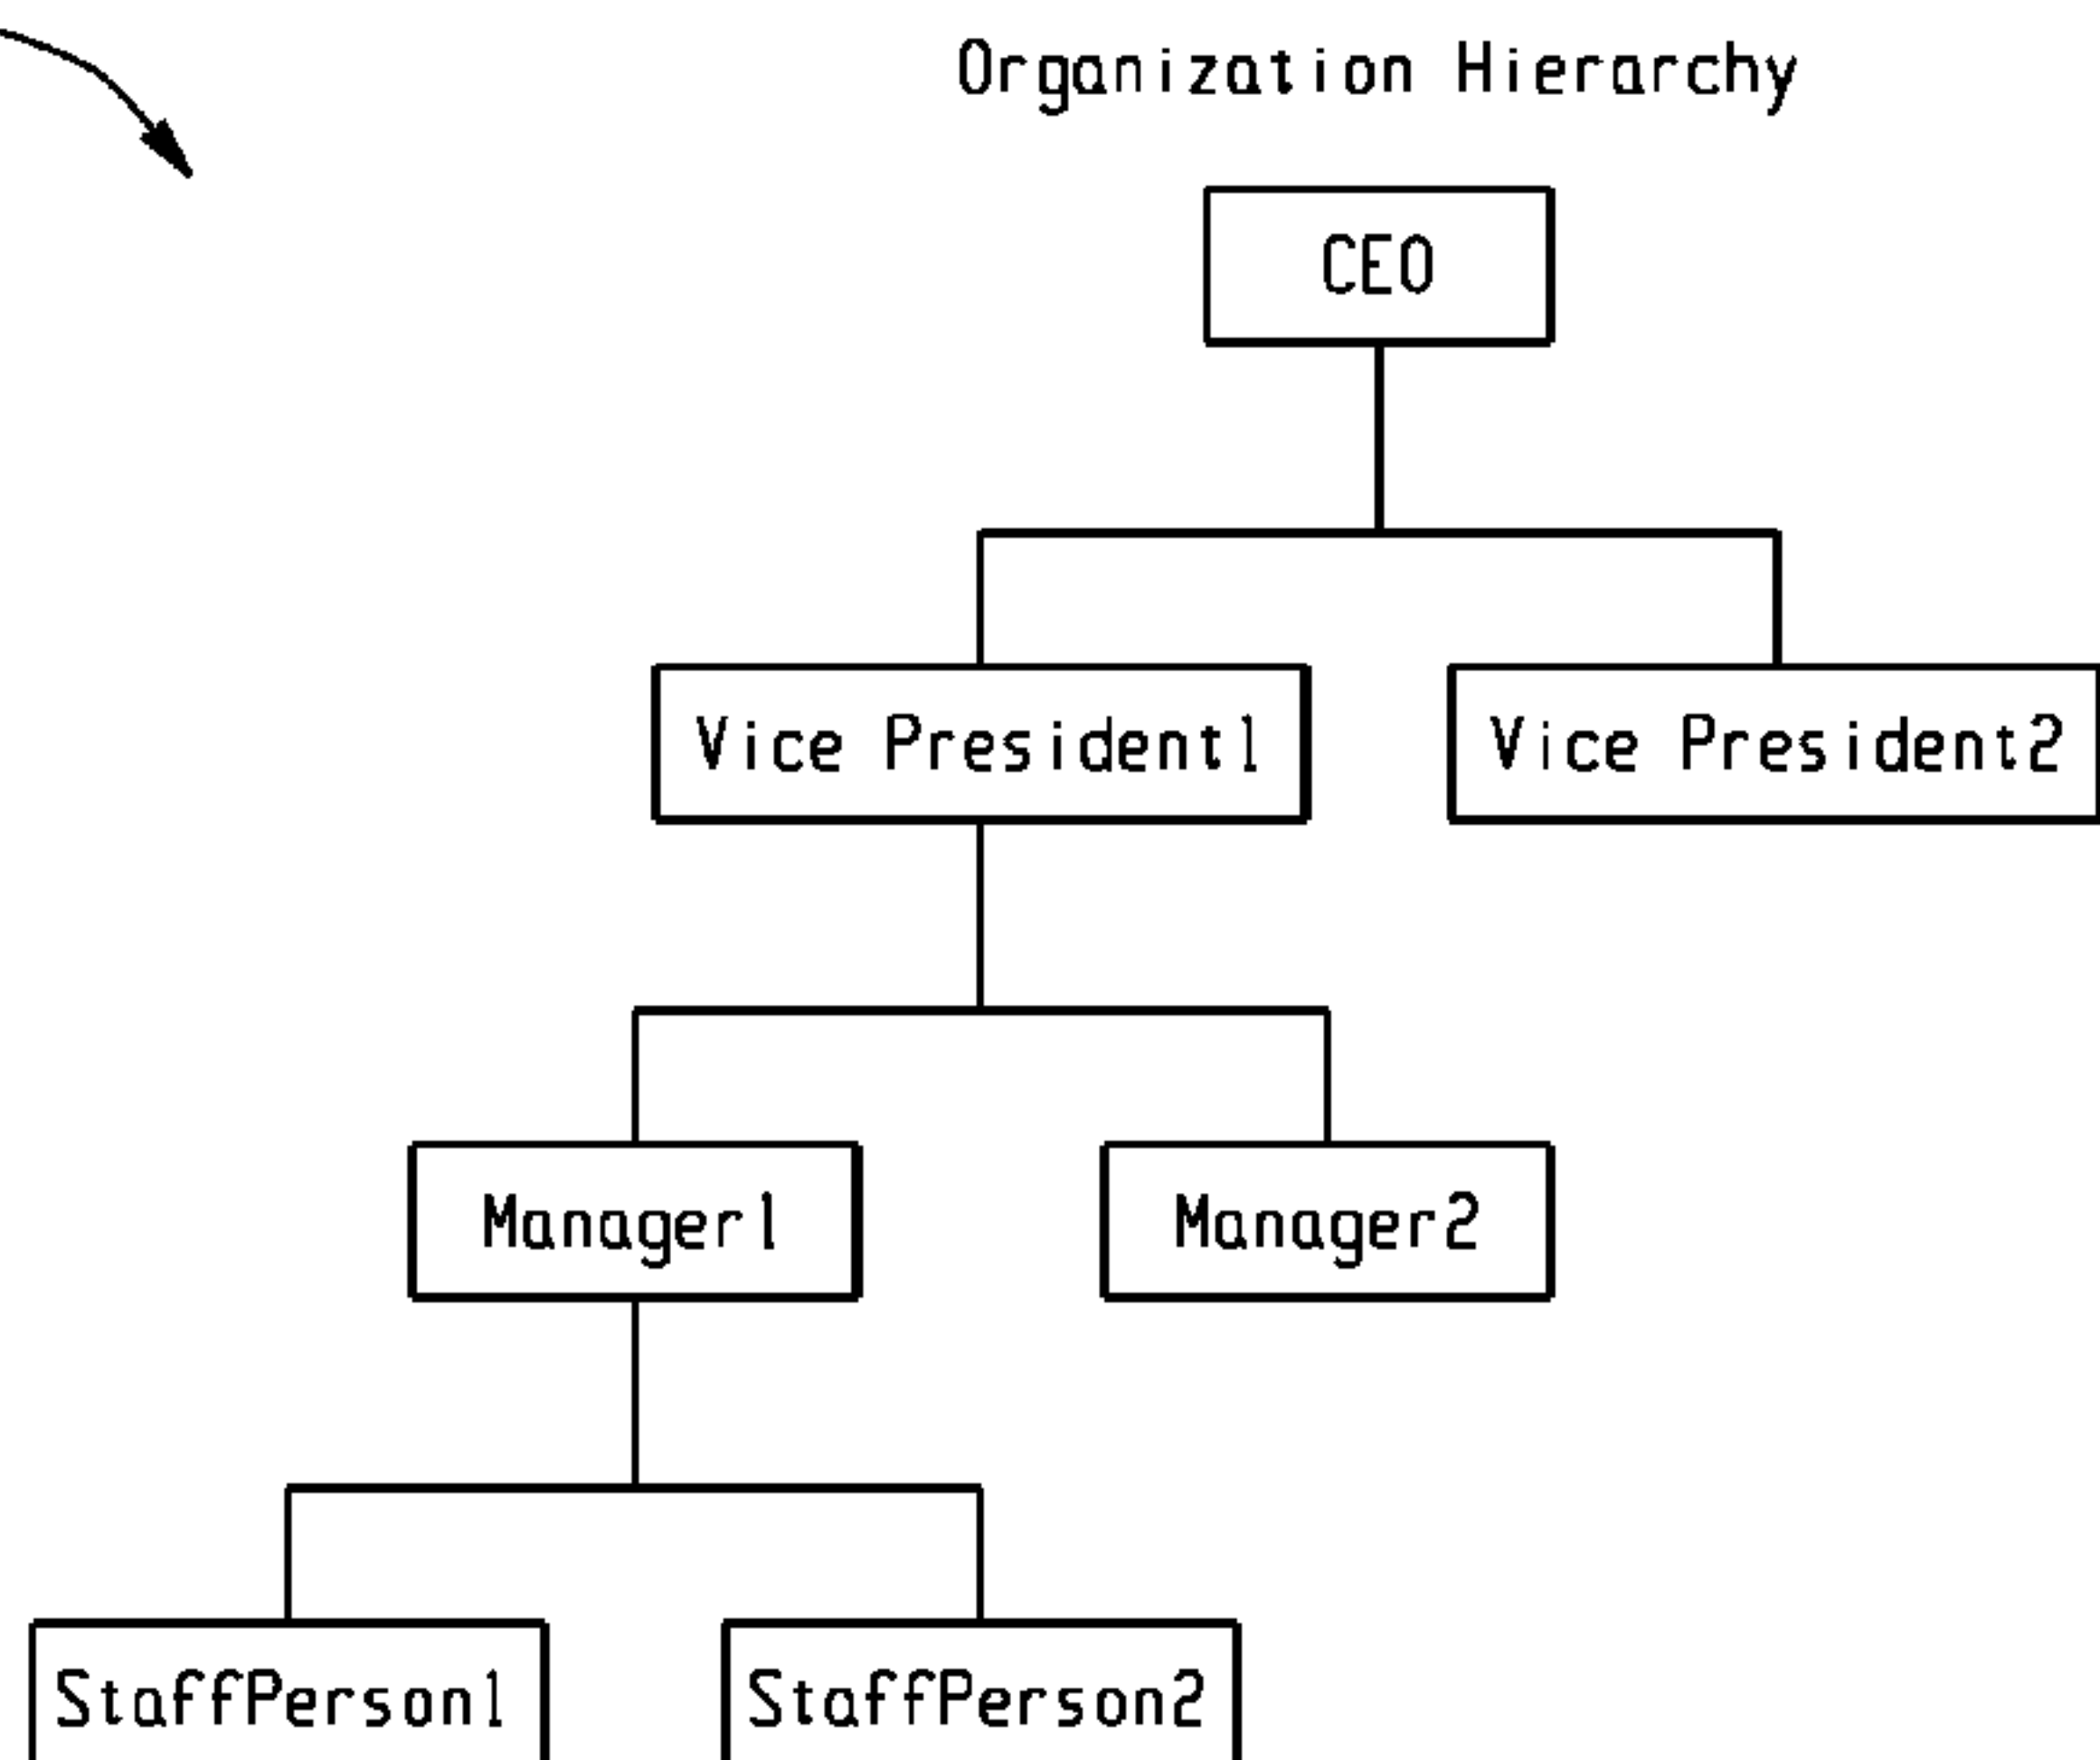 Organization Hierarchy
CEO
Vice President1
Vice President2
Manager1
Manager2
StaffPerson1
StaffPerson2